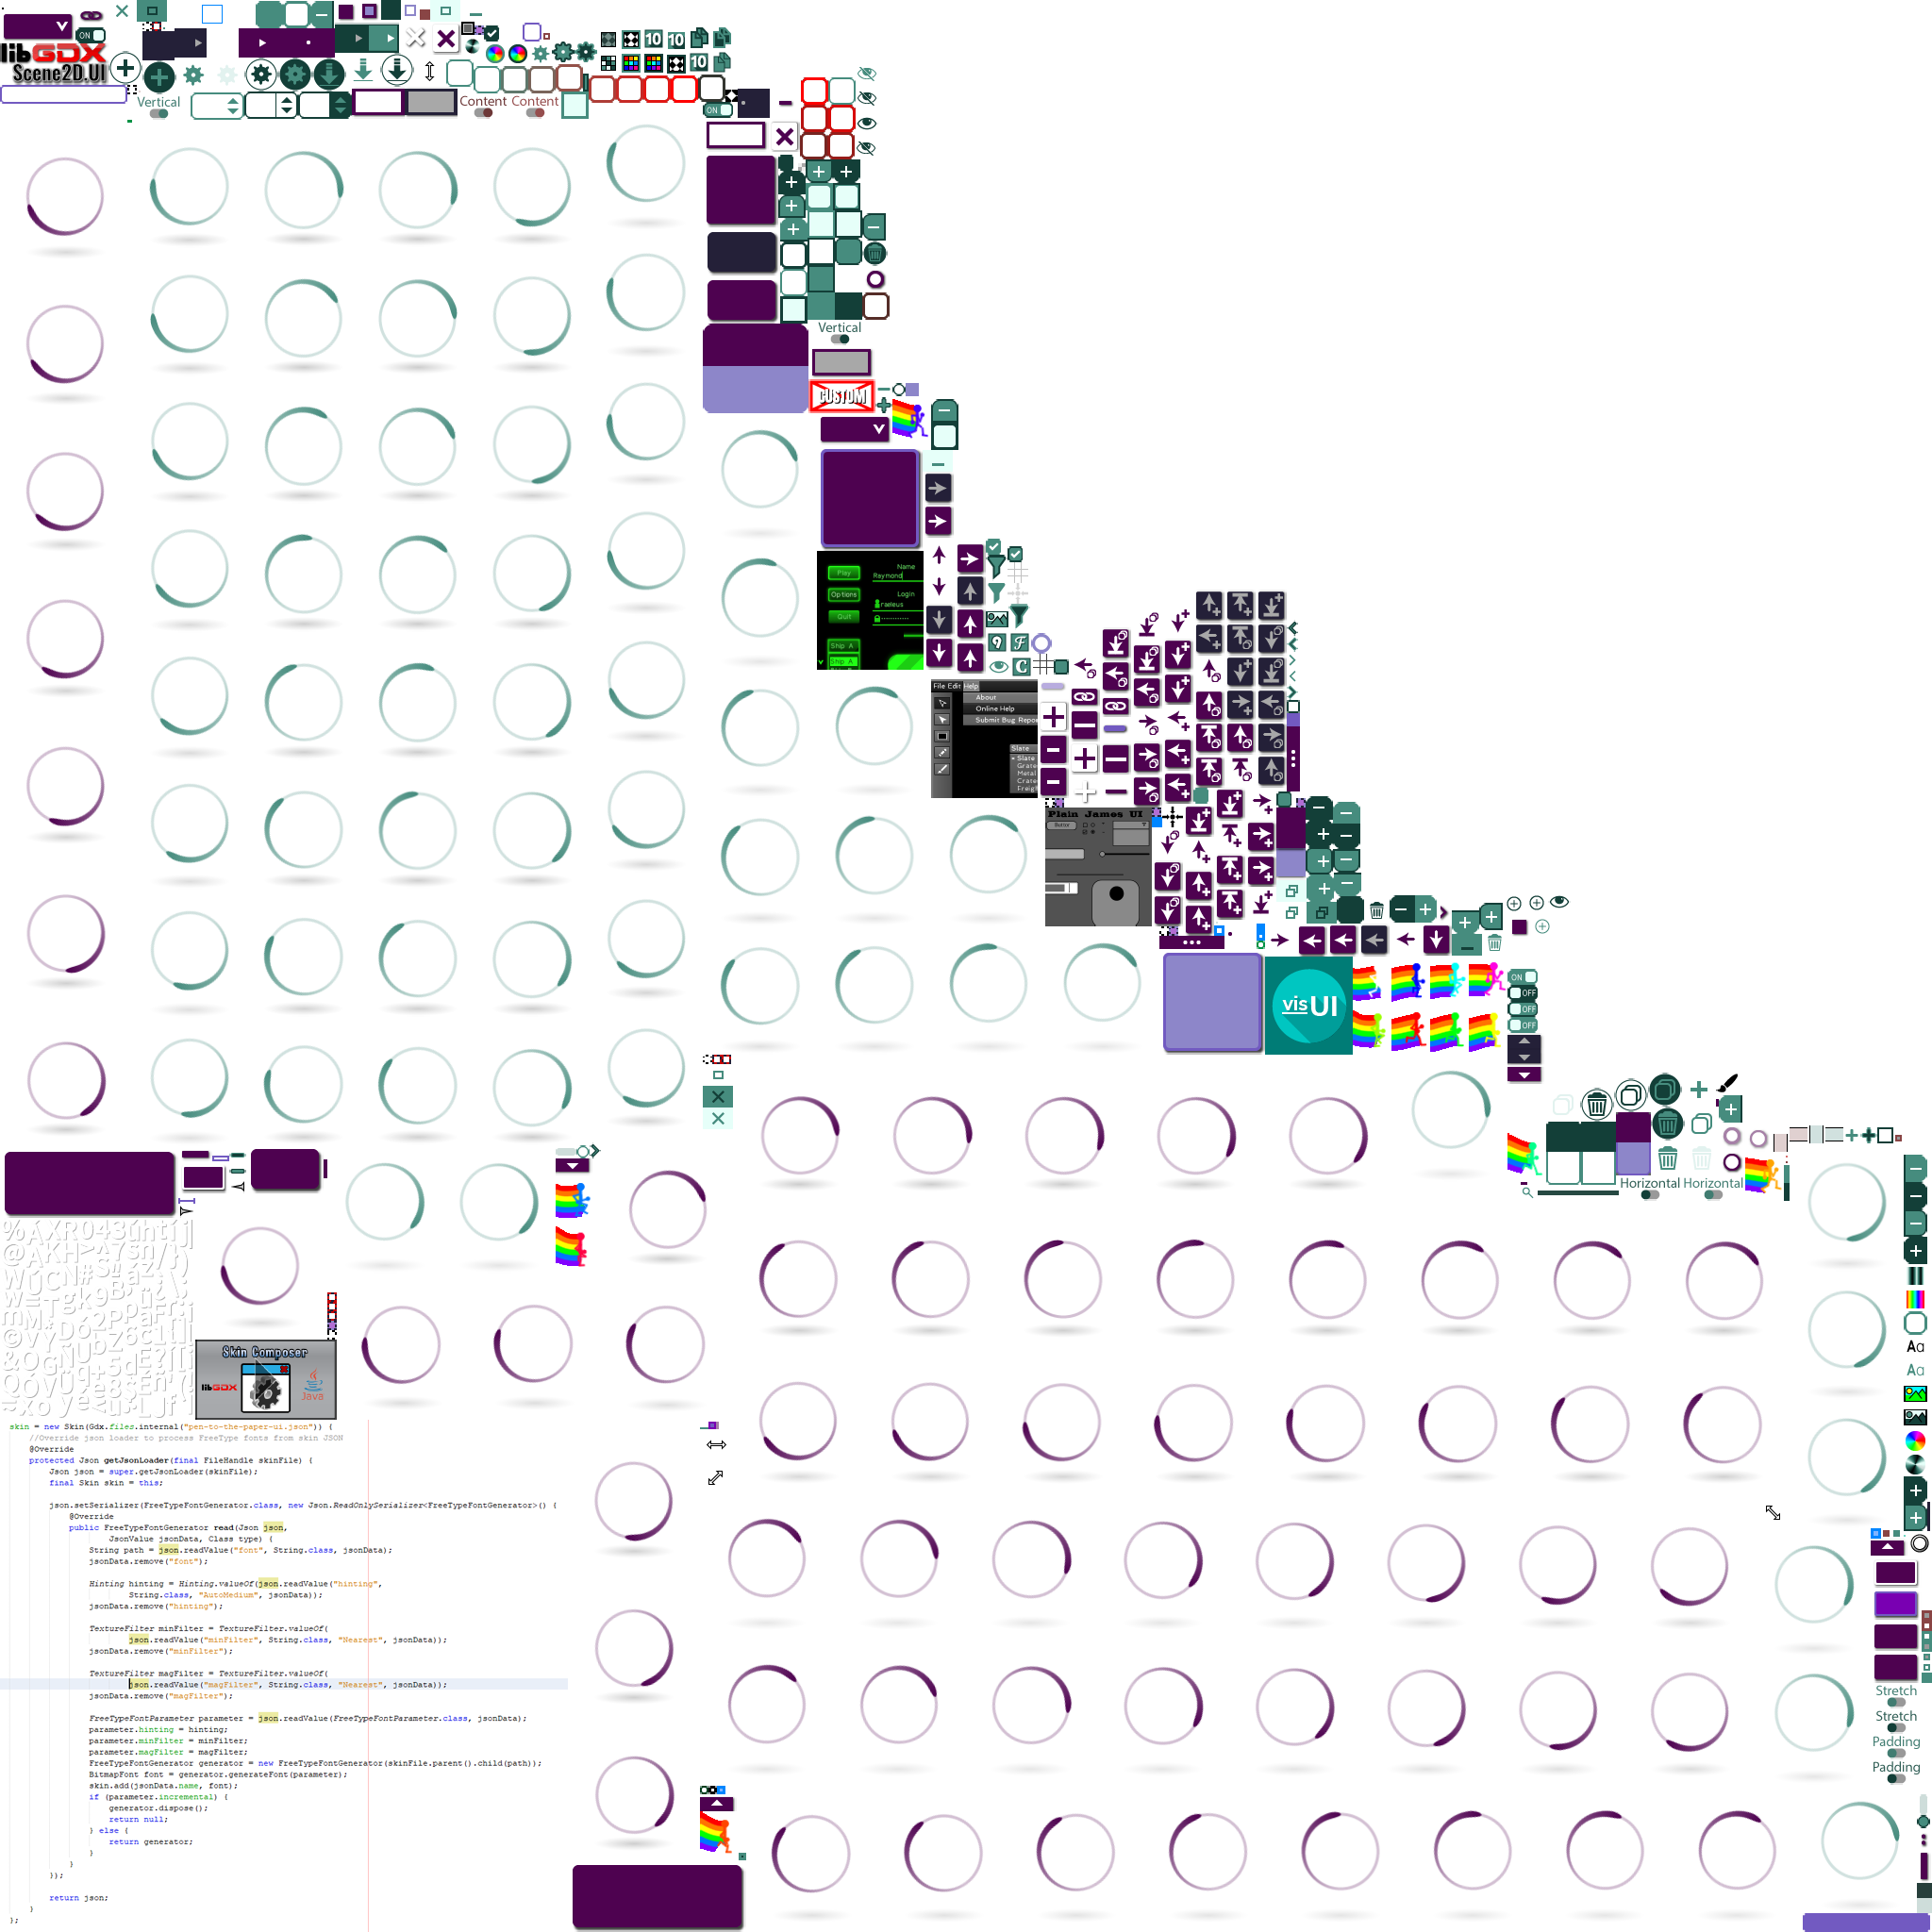 ON
libGDX
Scene2D.UI
Vertical
10
10
10
Content
Content
ON
Vertical
CUSTOM
Play
Options
Quit
Ship A
Ship A
Name
Raymond
Login
raeleus
File Edit Help
About
Online Help
Submit Bug Repo
Slate
Slate
Grate
Metal
Crate
Freigh
Plain James UI
vis UI
ON
OFF
OFF
OFF
Horizontal
Horizontal
Aa
Aa
Skin Composer
libGDX
Java
skin = new Skin(Gdx.files.internal("pen-to-the-paper-ui.json")) {
//Override json loader to process FreeType fonts from skin JSON
@Override
protected Json getJsonLoader(final FileHandle skinFile) {
Json json = super.getJsonLoader(skinFile);
final Skin skin = this;
json.setSerializer(FreeTypeFontGenerator.class, new Json.ReadOnlySerializer<FreeTypeFontGenerator>() {
@Override
public FreeTypeFontGenerator read(Json json,
JsonValue jsonData, Class type) {
String path = json.readValue("font", String.class, jsonData);
jsonData.remove("font");
Hinting hinting = Hinting.valueOf(json.readValue("hinting",
String.class, "AutoMedium", jsonData));
jsonData.remove("hinting");
TextureFilter minFilter = TextureFilter.valueOf(
json.readValue("minFilter", String.class, "Nearest", jsonData));
jsonData.remove("minFilter");
TextureFilter magFilter = TextureFilter.valueOf(
json.readValue("magFilter", String.class, "Nearest", jsonData));
jsonData.remove("magFilter");
FreeTypeFontParameter parameter = json.readValue(FreeTypeFontParameter.class, jsonData);
parameter.hinting = hinting;
parameter.minFilter = minFilter;
parameter.magFilter = magFilter;
FreeTypeFontGenerator generator = new FreeTypeFontGenerator(skinFile.parent().child(path));
BitmapFont font = generator.generateFont(parameter);
skin.add(jsonData.name, font);
if (parameter.incremental) {
generator.dispose();
return null;
} else {
return generator;
}
}
});
return json;
}
};
Stretch
Stretch
Padding
Padding